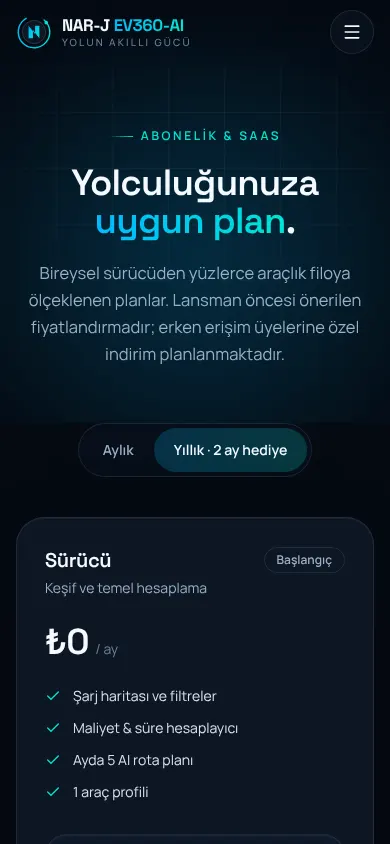 NAR-J EV360-AI
YOLUN AKILLI GÜCÜ
ABONELİK & SAAS
Yolculuğunuza
uygun plan.
Bireysel sürücüden yüzlerce araçlık filoya
ölçeklenen planlar. Lansman öncesi önerilen
fiyatlandırmadır; erken erişim üyelerine özel
indirim planlanmaktadır.
Aylık
Yıllık · 2 ay hediye
Sürücü
Başlangıç
Keşif ve temel hesaplama
₺0 / ay
Şarj haritası ve filtreler
Maliyet & süre hesaplayıcı
Ayda 5 AI rota planı
1 araç profili